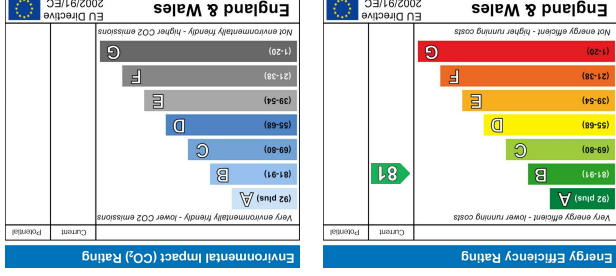 Energy Efficiency Rating
Current
Potential
Very energy efficient - lower running costs
(92 plus) A
(81-91) B
81
(69-80) C
(55-68) D
(39-54) E
(21-38) F
(1-20) G
Not energy efficient - higher running costs
England & Wales
EU Directive
2002/91/EC
Environmental Impact (CO2) Rating
Current
Potential
Very environmentally friendly - lower CO2 emissions
(92 plus) A
(81-91) B
(69-80) C
(55-68) D
(39-54) E
(21-38) F
(1-20) G
Not environmentally friendly - higher CO2 emissions
England & Wales
EU Directive
2002/91/EC